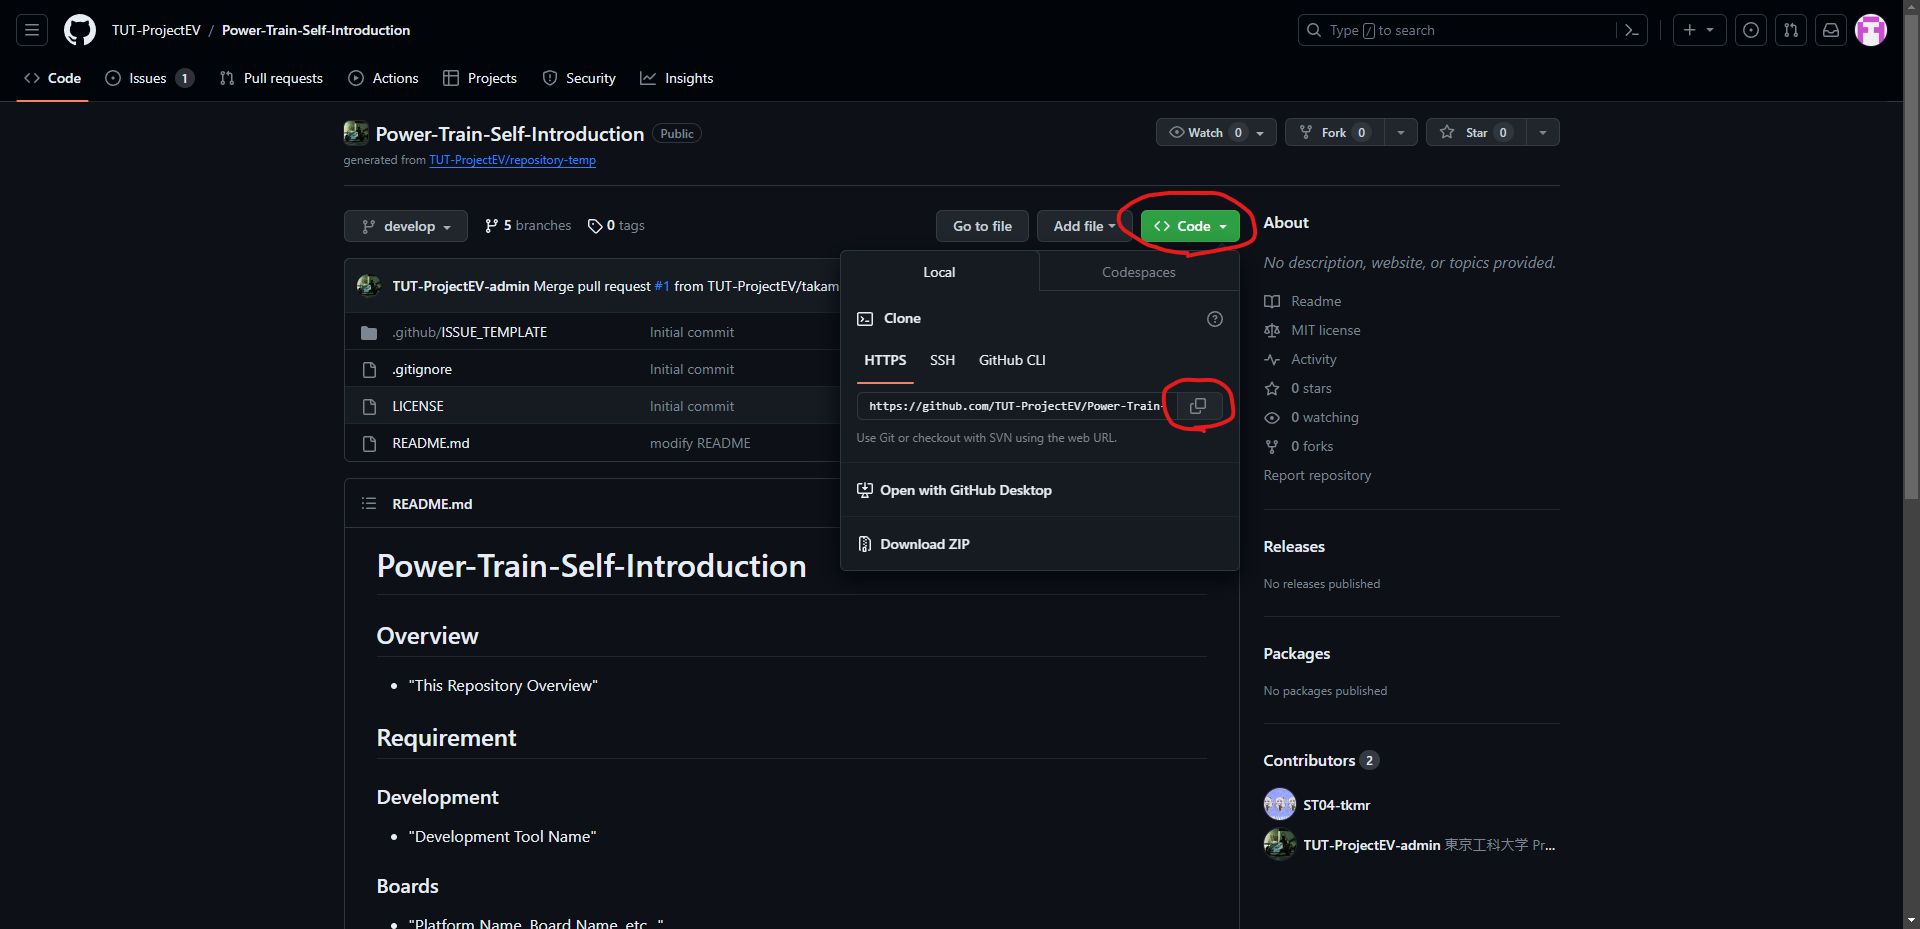 TUT-ProjectEV / Power-Train-Self-Introduction
Type / to search
Code
Issues 1
Pull requests
Actions
Projects
Security
Insights
Power-Train-Self-Introduction Public
Watch 0
Fork 0
Star 0
generated from TUT-ProjectEV/repository-temp
develop
5 branches
0 tags
Go to file
Add file
Code
TUT-ProjectEV-admin Merge pull request #1 from TUT-ProjectEV/takam
.github/ISSUE_TEMPLATE Initial commit
.gitignore Initial commit
LICENSE Initial commit
README.md modify README
Local
Codespaces
Clone
HTTPS
SSH
GitHub CLI
https://github.com/TUT-ProjectEV/Power-Train-
Use Git or checkout with SVN using the web URL.
Open with GitHub Desktop
Download ZIP
README.md
Power-Train-Self-Introduction
Overview
• "This Repository Overview"
Requirement
Development
• "Development Tool Name"
Boards
• "Platform Name, Board Name, etc.."
About
No description, website, or topics provided.
Readme
MIT license
Activity
0 stars
0 watching
0 forks
Report repository
Releases
No releases published
Packages
No packages published
Contributors 2
ST04-tkmr
TUT-ProjectEV-admin 東京工科大学 Pr...